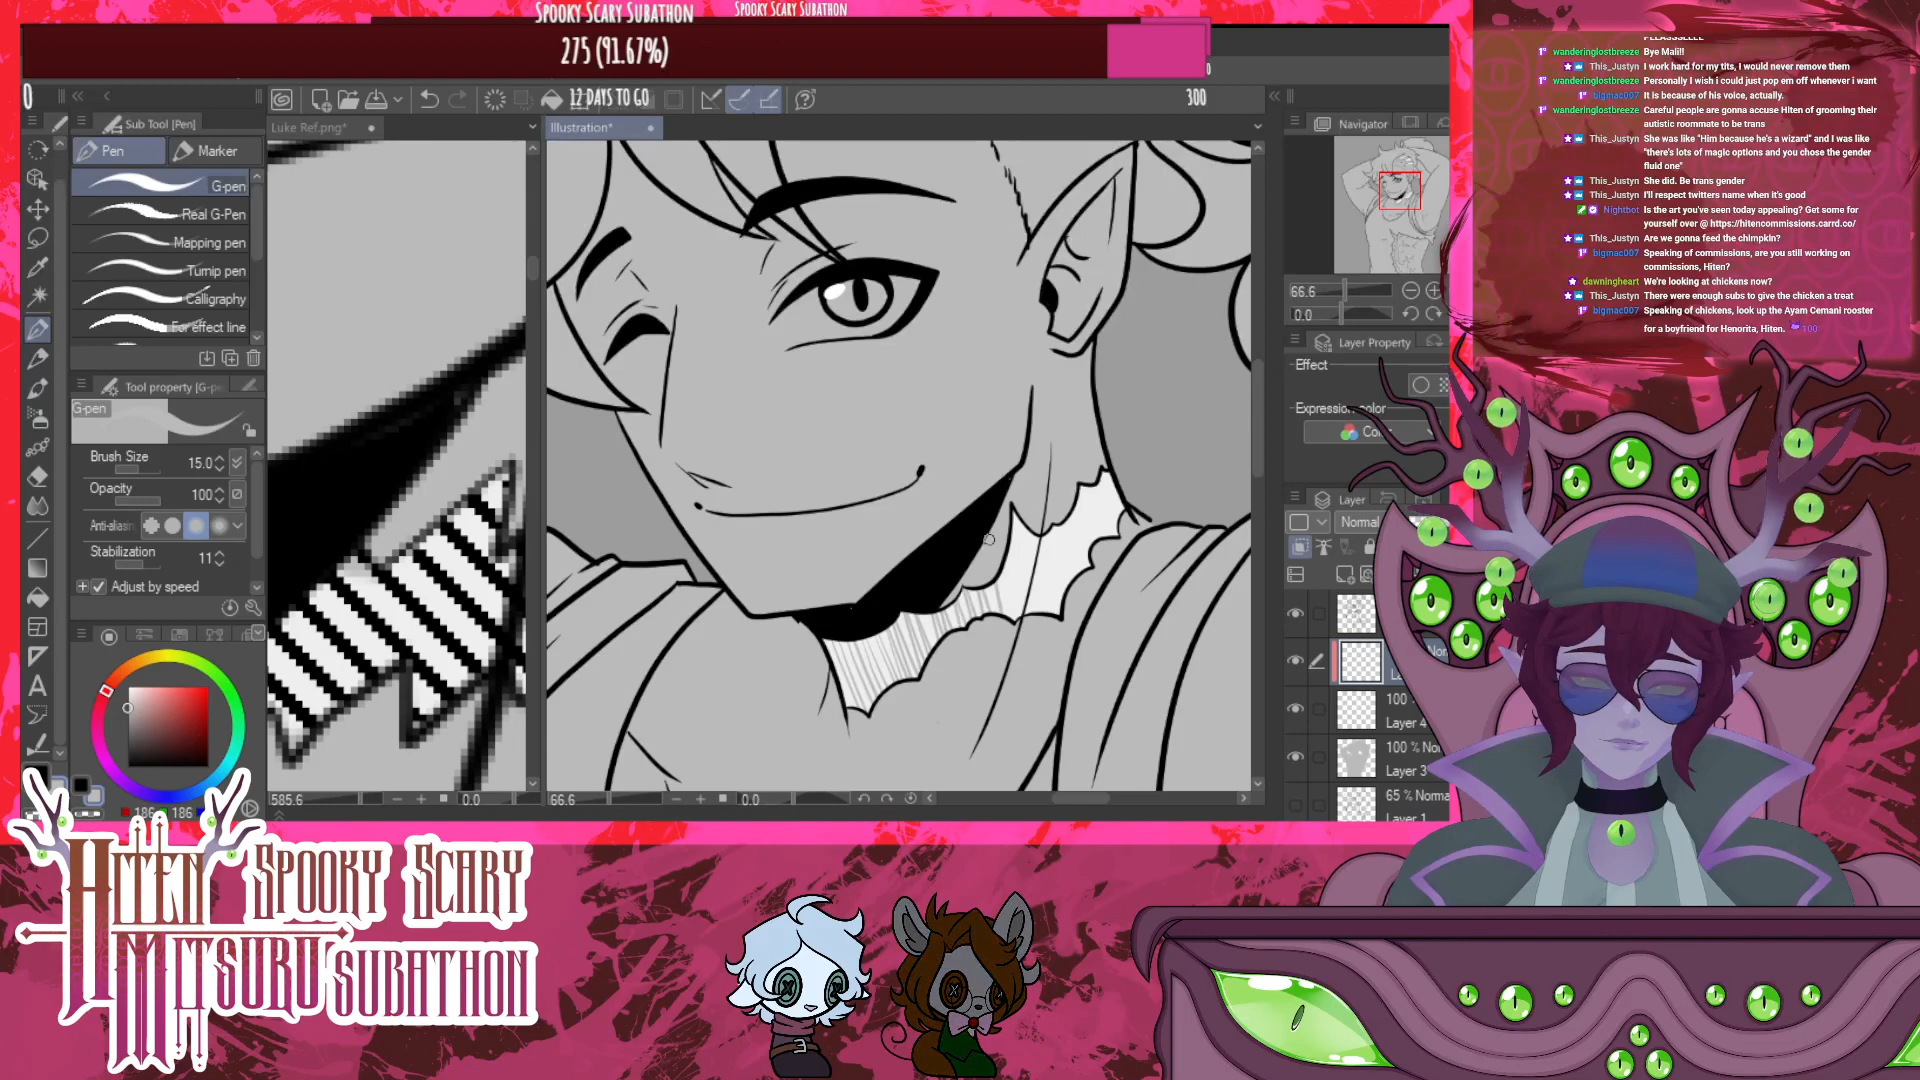 Spooky Scary Subathon
Spooky Scary Subathon
275 (91.67%)
0
12 DAYS TO GO
300
Sub Tool [Pen]
Luke Ref.png*
Illustration*
Navigator
Pen
Marker
G-pen
Real G-Pen
Mapping pen
Turnip pen
Calligraphy
For effect line
Tool property [G-pe
G-pen
Brush Size
15.0
Opacity
100
Anti-aliasin
Stabilization
11
Adjust by speed
186
186
585.6
0.0
66.6
0.0
66.6
0.0
Layer Property
Effect
Expression color
Layer
Normal
100
Layer 4
100 % No
Layer 3
65 % Norma
Layer 1
wanderinglostbreeze Bye Mali!!
This_Justyn I work hard for my tits, I would never remove them
wanderinglostbreeze Personally I wish i could just pop em off whenever i want
bigmac007 It is because of his voice, actually.
wanderinglostbreeze Careful people are gonna accuse Hiten of grooming their
autistic roommate to be trans
This_Justyn She was like "Him because he's a wizard" and I was like
"there's lots of magic options and you chose the gender
fluid one"
This_Justyn She did. Be trans gender
This_Justyn I'll respect twitters name when it's good
Nightbot Is the art you've seen today appealing? Get some for
yourself over @ https://hitencommissions.carrd.co/
This_Justyn Are we gonna feed the chimpkin?
bigmac007 Speaking of commissions, are you still working on
commissions, Hiten?
dawningheart We're looking at chickens now?
This_Justyn There were enough subs to give the chicken a treat
bigmac007 Speaking of chickens, look up the Ayam Cemani rooster
for a boyfriend for Henorita, Hiten. 100
Hiten
Mitsuru
Spooky Scary
Subathon